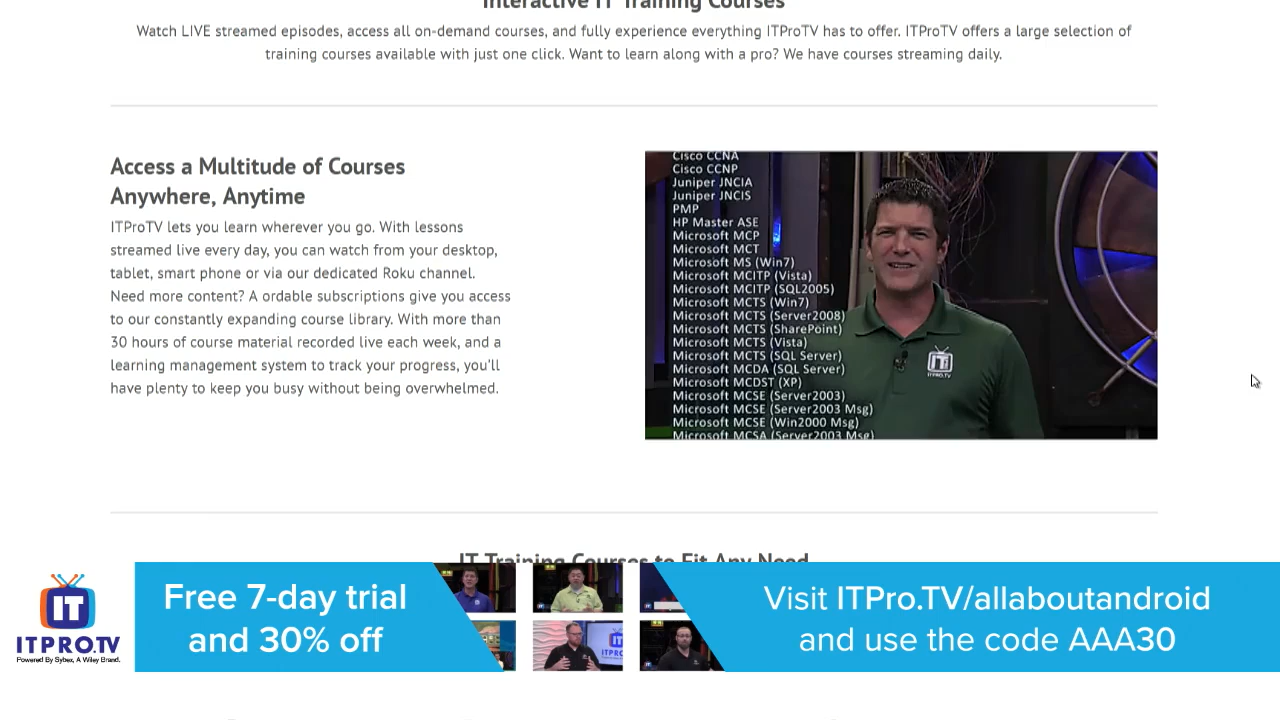 Interactive IT Training Courses
Watch LIVE streamed episodes, access all on-demand courses, and fully experience everything ITProTV has to offer. ITProTV offers a large selection of
training courses available with just one click. Want to learn along with a pro? We have courses streaming daily.
Access a Multitude of Courses
Anywhere, Anytime
ITProTV lets you learn wherever you go. With lessons
streamed live every day, you can watch from your desktop,
tablet, smart phone or via our dedicated Roku channel.
Need more content? A ordable subscriptions give you access
to our constantly expanding course library. With more than
30 hours of course material recorded live each week, and a
learning management system to track your progress, you'll
have plenty to keep you busy without being overwhelmed.
Cisco CCNA
Cisco CCNP
Juniper JNCIA
Juniper JNCIS
PMP
HP Master ASE
Microsoft MCP
Microsoft MCT
Microsoft MS (Win7)
Microsoft MCITP (Vista)
Microsoft MCITP (SQL2005)
Microsoft MCTS (Win7)
Microsoft MCTS (Server2008)
Microsoft MCTS (SharePoint)
Microsoft MCTS (Vista)
Microsoft MCTS (SQL Server)
Microsoft MCDA (SQL Server)
Microsoft MCDST (XP)
Microsoft MCSE (Server2003)
Microsoft MCSE (Server2003 Msg)
Microsoft MCSE (Win2000 Msg)
Microsoft MCSA (Server2003 Msg)
IT
ITPRO.TV
IT Training Courses to Fit Any Need
IT
ITPRO.TV
Powered By Sybex, A Wiley Brand.
Free 7-day trial
and 30% off
Visit ITPro.TV/allaboutandroid
and use the code AAA30